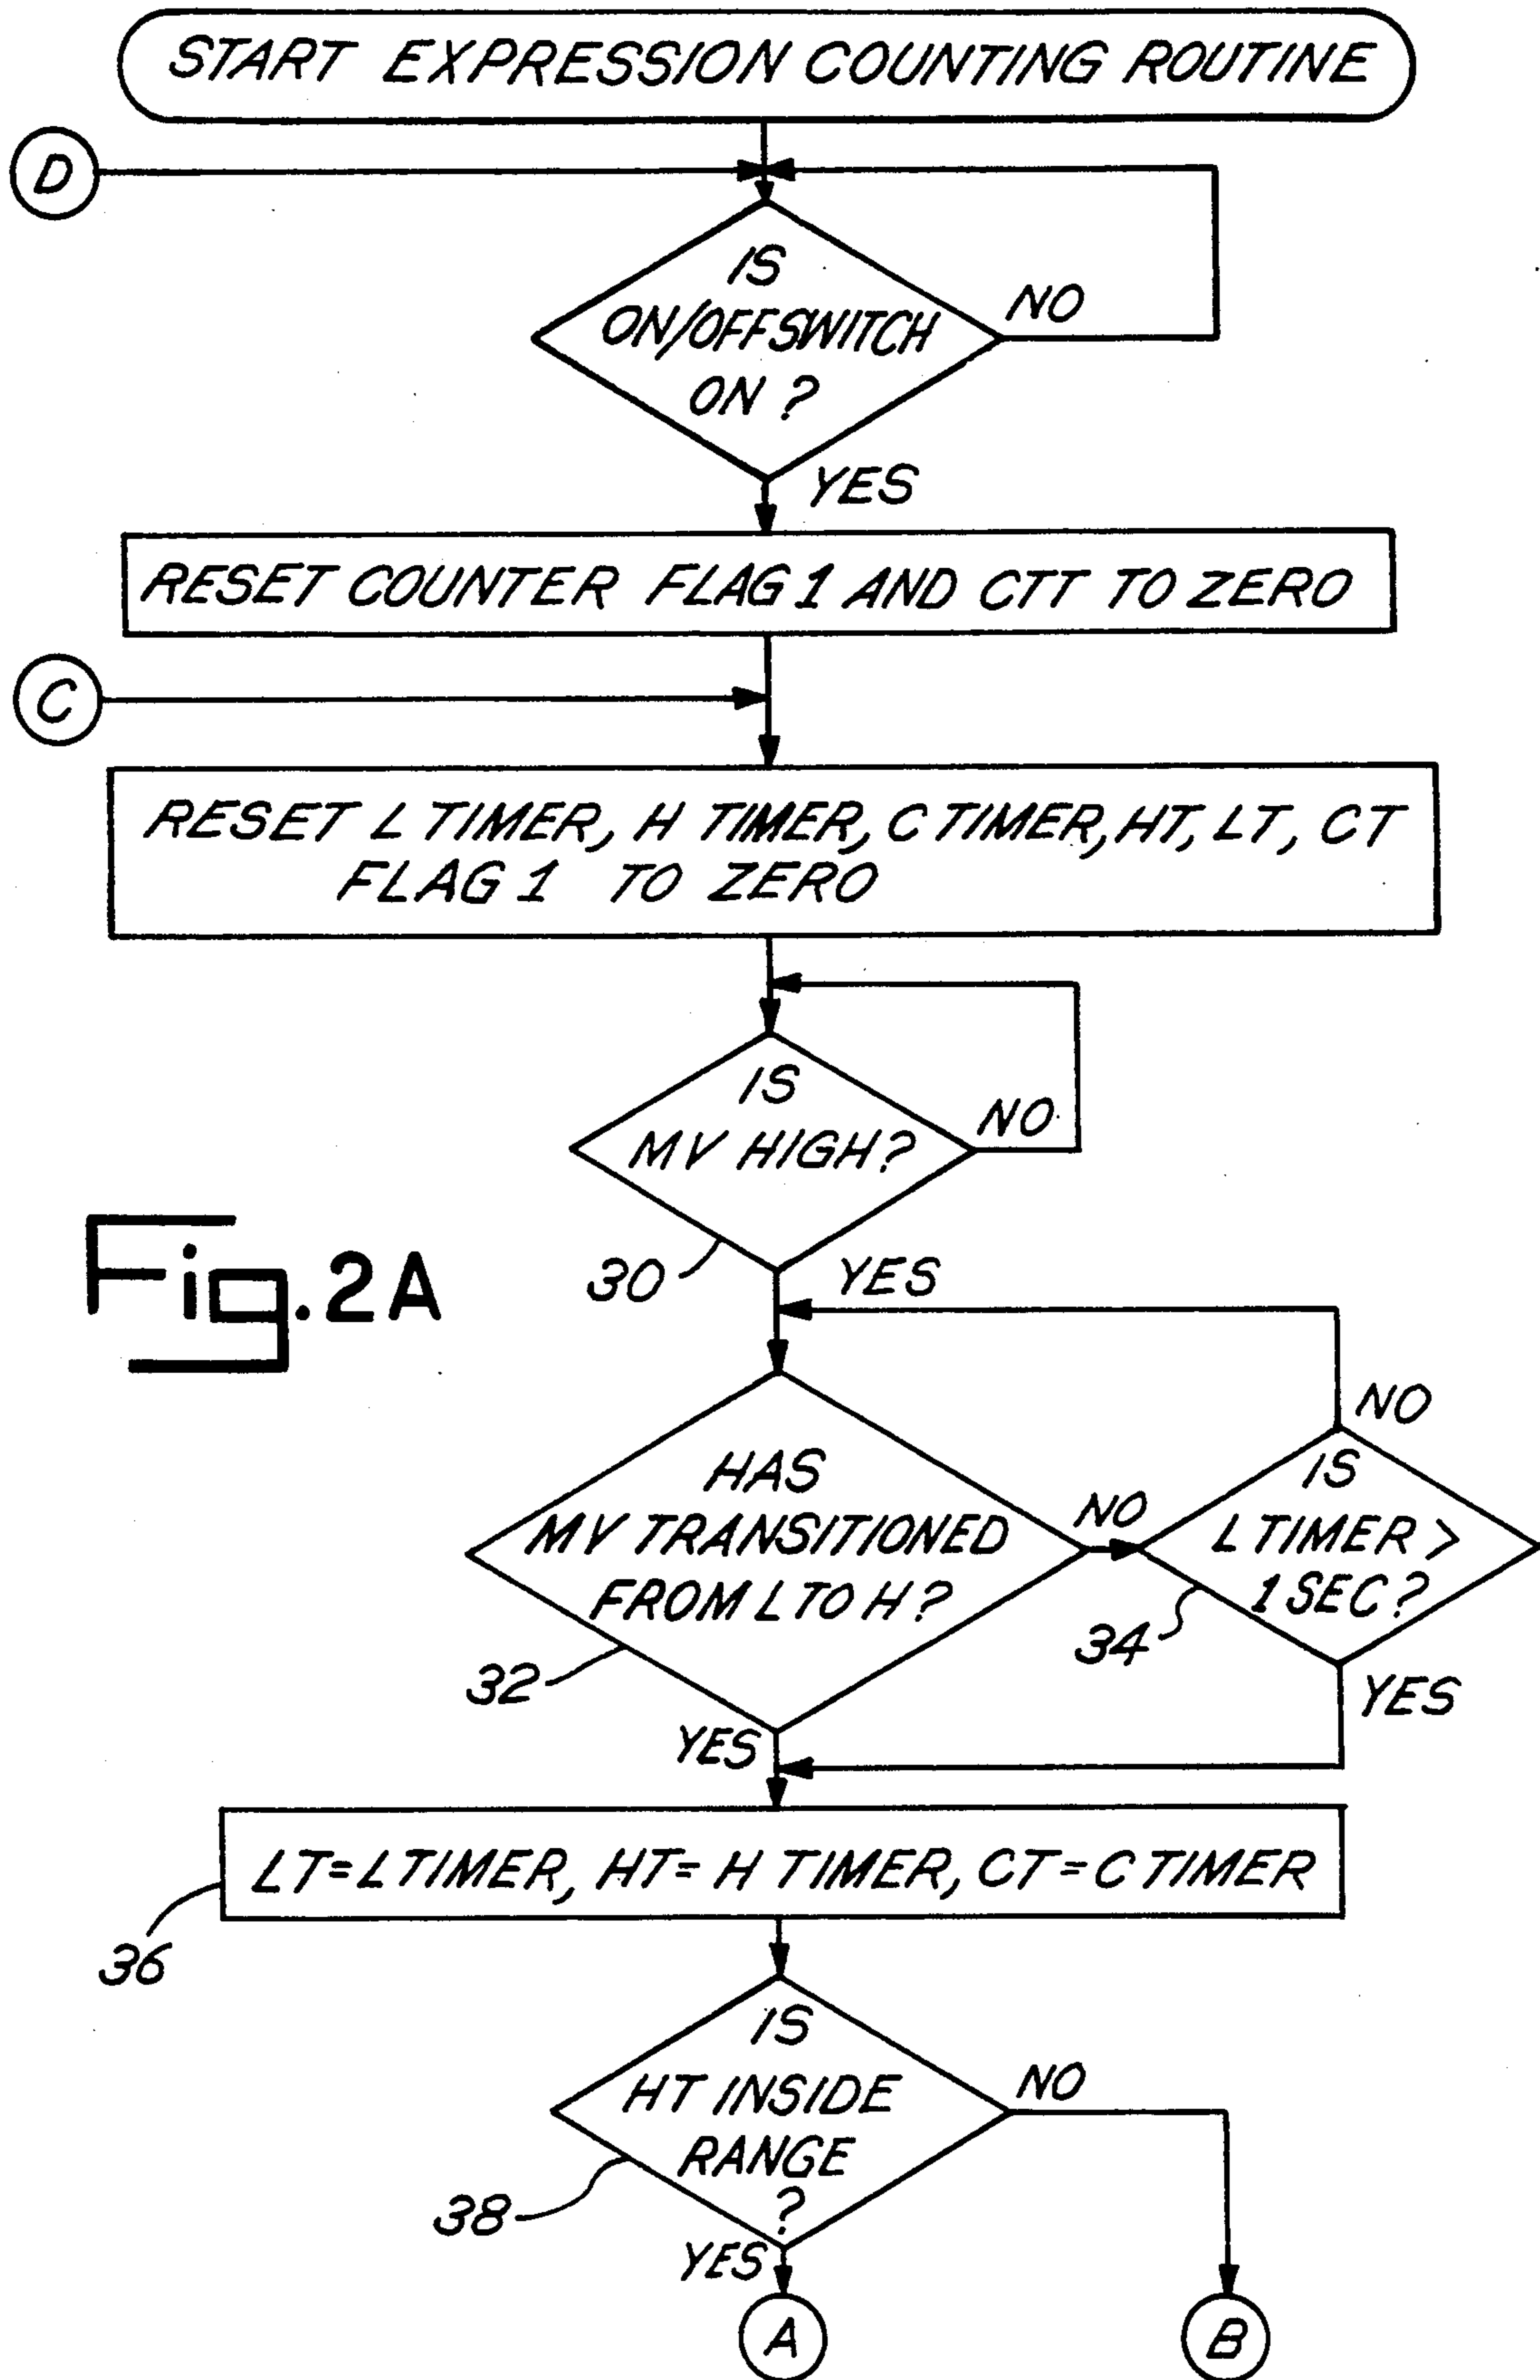 START EXPRESSION COUNTING ROUTINE
D
IS
ON/OFF SWITCH
ON ?
NO
YES
RESET COUNTER FLAG 1 AND CTT TO ZERO
C
RESET L TIMER, H TIMER, C TIMER, HT, LT, CT
FLAG 1 TO ZERO
IS
MV HIGH?
NO
30
YES
Fig. 2A
HAS
MV TRANSITIONED
FROM L TO H?
NO
32
YES
IS
L TIMER >
1 SEC?
NO
34
YES
LT=L TIMER, HT= H TIMER, CT=C TIMER
36
IS
HT INSIDE
RANGE
?
NO
38
YES
A
B